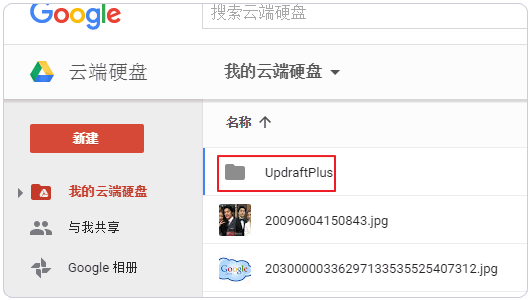 Google
搜索云端硬盘
云端硬盘
我的云端硬盘
新建
我的云端硬盘
与我共享
Google 相册
名称
UpdraftPlus
20090604150843.jpg
20300000336297133535525407312.jpg
Google